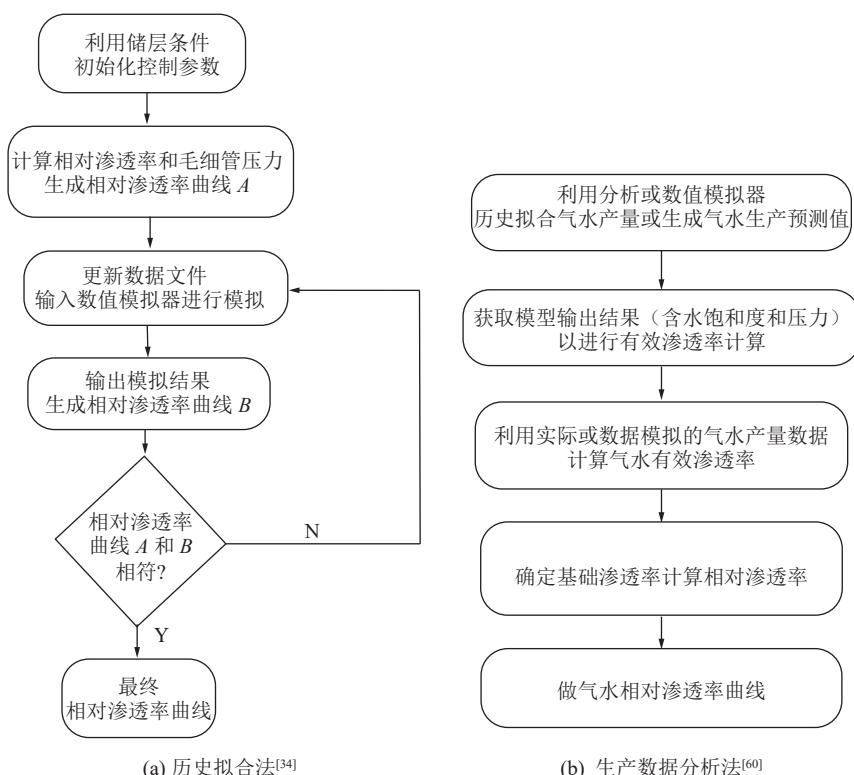 利用储层条件
初始化控制参数
计算相对渗透率和毛细管压力
生成相对渗透率曲线 A
更新数据文件
输入数值模拟器进行模拟
输出模拟结果
生成相对渗透率曲线 B
相对渗透率
曲线 A 和 B
相符?
N
Y
最终
相对渗透率曲线
(a) 历史拟合法[34]
利用分析或数值模拟器
历史拟合气水产量或生成气水生产预测值
获取模型输出结果（含水饱和度和压力）
以进行有效渗透率计算
利用实际或数据模拟的气水产量数据
计算气水有效渗透率
确定基础渗透率计算相对渗透率
做气水相对渗透率曲线
(b) 生产数据分析法[60]